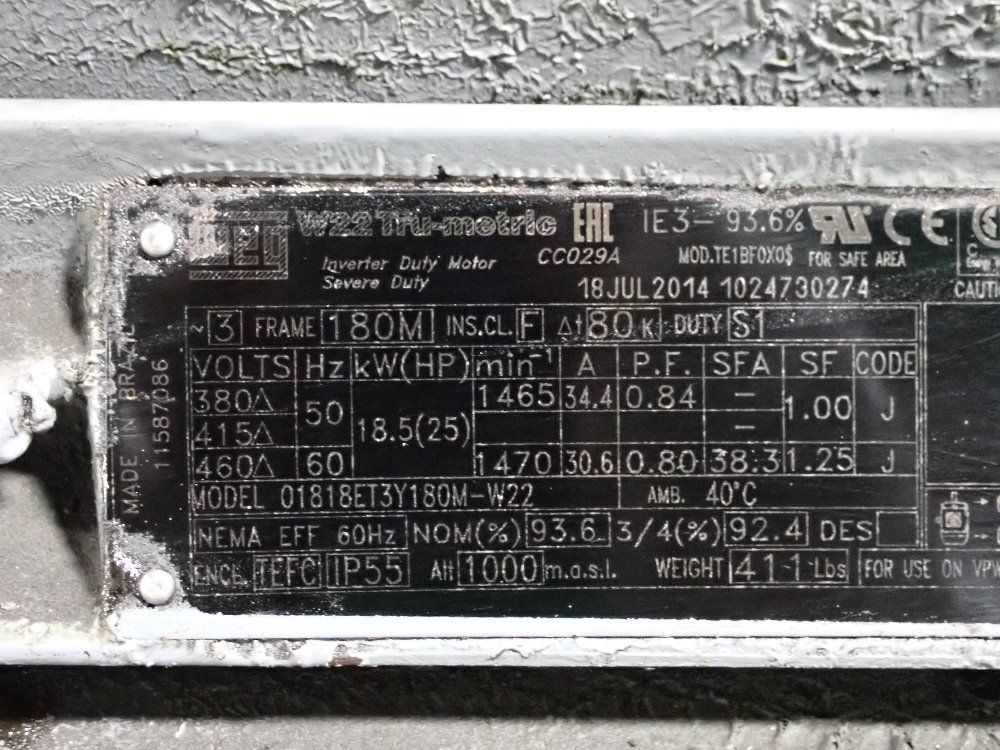 WEG W22 Tru-metric EAC IE3-93.6% RU CE
Inverter Duty Motor CC029A MOD.TE1BF0X0$ FOR SAFE AREA
Severe Duty 18JUL2014 1024730274 CAUTI
~ 3 FRAME 180M INS.CL. F Δt 80 K DUTY S1
VOLTS Hz kW(HP) min⁻¹ A P.F. SFA SF CODE
380Δ 50 18.5(25) 1465 34.4 0.84 – 1.00 J
415Δ –
460Δ 60 1470 30.6 0.80 38.3 1.25 J
MODEL 01818ET3Y180M-W22 AMB. 40°C
NEMA EFF 60Hz NOM(%) 93.6 3/4(%) 92.4 DES
ENCL. TEFC IP55 Alt 1000 m.a.s.l. WEIGHT 411 Lbs FOR USE ON VPW
MADE IN BRAZIL
11587086